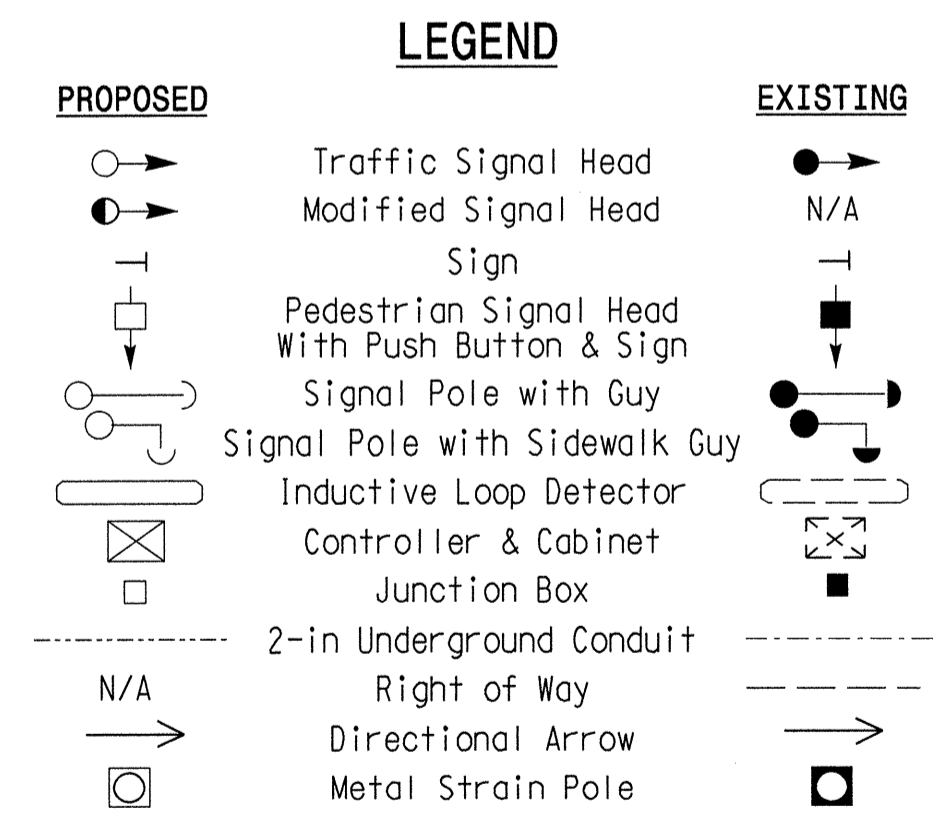 LEGEND
PROPOSED EXISTING
Traffic Signal Head
Modified Signal Head N/A
Sign
Pedestrian Signal Head
With Push Button & Sign
Signal Pole with Guy
Signal Pole with Sidewalk Guy
Inductive Loop Detector
Controller & Cabinet
Junction Box
2-in Underground Conduit
N/A Right of Way
Directional Arrow
Metal Strain Pole